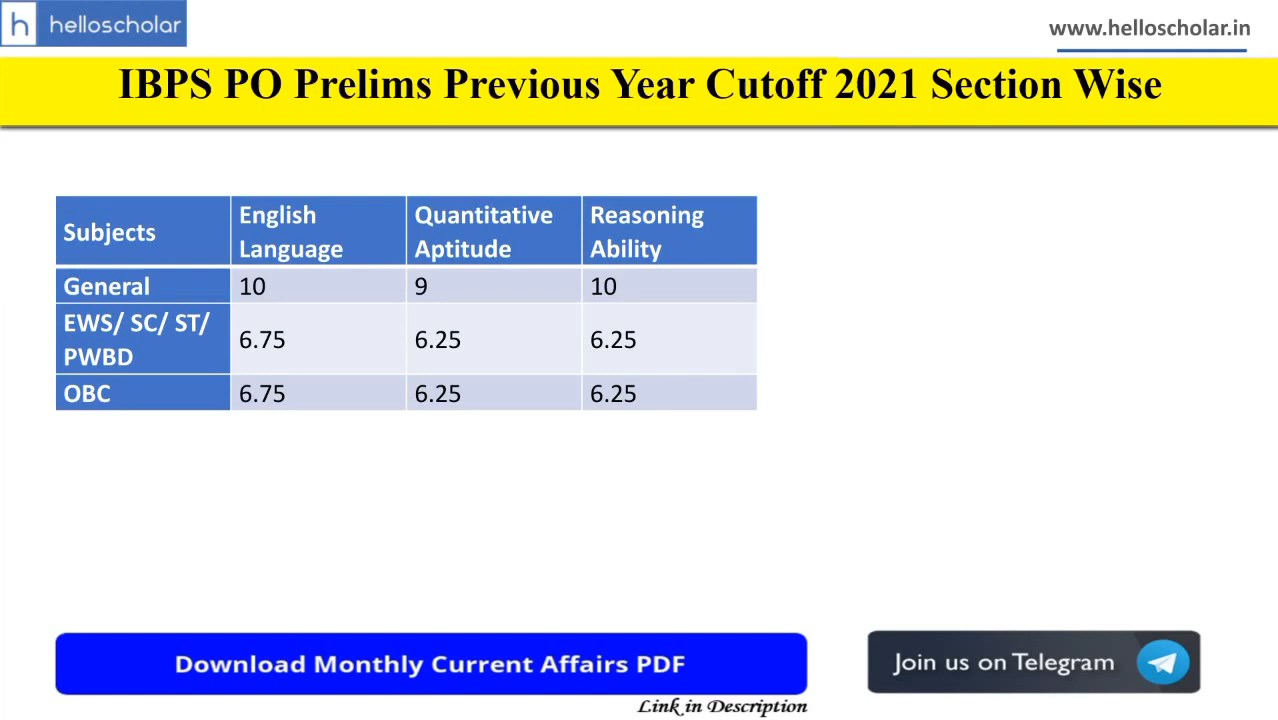 h helloscholar
www.helloscholar.in
IBPS PO Prelims Previous Year Cutoff 2021 Section Wise
Subjects English Language Quantitative Aptitude Reasoning Ability
General 10 9 10
EWS/ SC/ ST/ PWBD 6.75 6.25 6.25
OBC 6.75 6.25 6.25
Download Monthly Current Affairs PDF
Join us on Telegram
Link in Description